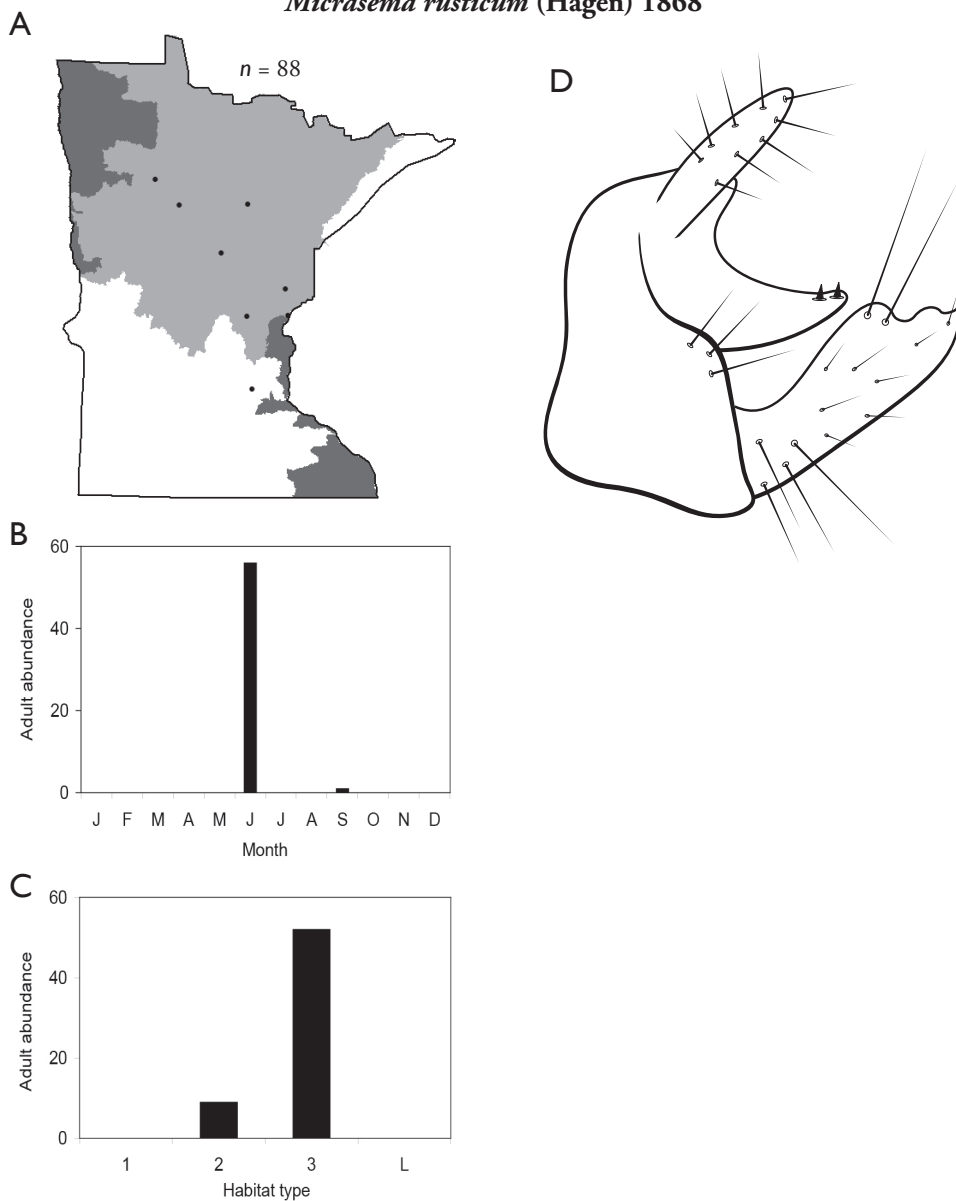 Micrasema rusticum (Hagen) 1868
A
n = 88
D
B
60
40
20
0
Adult abundance
J F M A M J J A S O N D
Month
C
60
40
20
0
Adult abundance
1 2 3 L
Habitat type